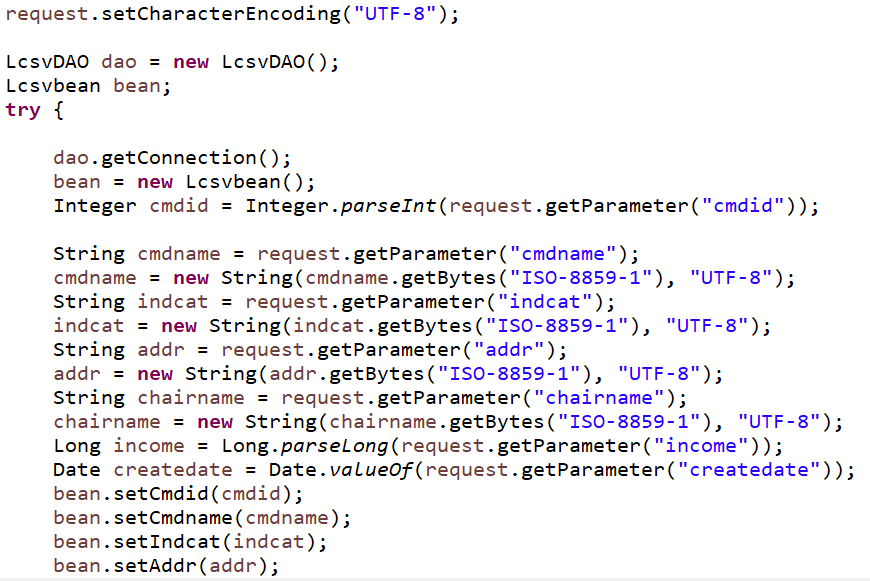 request.setCharacterEncoding("UTF-8");
LcsvDAO dao = new LcsvDAO();
Lcsvbean bean;
try {
dao.getConnection();
bean = new Lcsvbean();
Integer cmdid = Integer.parseInt(request.getParameter("cmdid"));
String cmdname = request.getParameter("cmdname");
cmdname = new String(cmdname.getBytes("ISO-8859-1"), "UTF-8");
String indcat = request.getParameter("indcat");
indcat = new String(indcat.getBytes("ISO-8859-1"), "UTF-8");
String addr = request.getParameter("addr");
addr = new String(addr.getBytes("ISO-8859-1"), "UTF-8");
String chairname = request.getParameter("chairname");
chairname = new String(chairname.getBytes("ISO-8859-1"), "UTF-8");
Long income = Long.parseLong(request.getParameter("income"));
Date createdate = Date.valueOf(request.getParameter("createdate"));
bean.setCmdid(cmdid);
bean.setCmdname(cmdname);
bean.setIndcat(indcat);
bean.setAddr(addr);